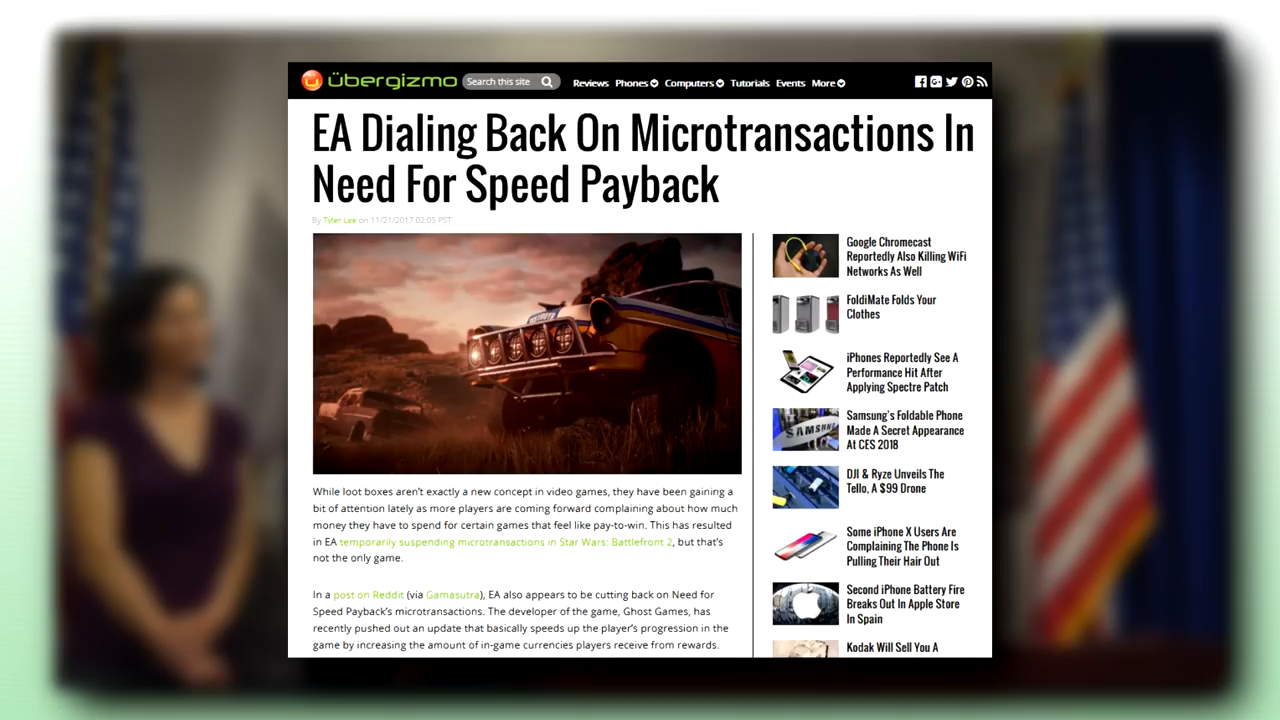 übergizmo
Search this site
Reviews Phones Computers Tutorials Events More
EA Dialing Back On Microtransactions In
Need For Speed Payback
By Tyler Lee on 11/21/2017 02:05 PST
While loot boxes aren't exactly a new concept in video games, they have been gaining a
bit of attention lately as more players are coming forward complaining about how much
money they have to spend for certain games that feel like pay-to-win. This has resulted
in EA temporarily suspending microtransactions in Star Wars: Battlefront 2, but that's
not the only game.
In a post on Reddit (via Gamasutra), EA also appears to be cutting back on Need for
Speed Payback's microtransactions. The developer of the game, Ghost Games, has
recently pushed out an update that basically speeds up the player's progression in the
game by increasing the amount of in-game currencies players receive from rewards.
Google Chromecast
Reportedly Also Killing WiFi
Networks As Well
FoldiMate Folds Your
Clothes
iPhones Reportedly See A
Performance Hit After
Applying Spectre Patch
SAMSUNG
Samsung's Foldable Phone
Made A Secret Appearance
At CES 2018
DJI & Ryze Unveils The
Tello, A $99 Drone
Some iPhone X Users Are
Complaining The Phone Is
Pulling Their Hair Out
Second iPhone Battery Fire
Breaks Out In Apple Store
In Spain
Kodak Will Sell You A